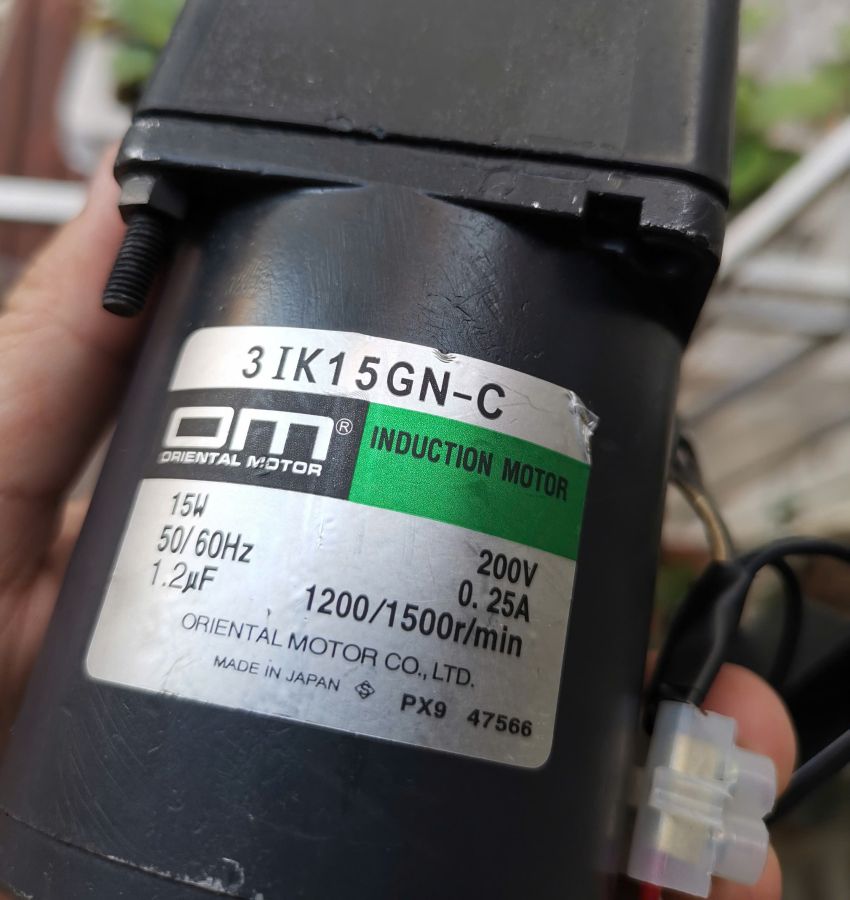 3IK15GN-C
OM®
ORIENTAL MOTOR
INDUCTION MOTOR
15W
200V
50/60Hz
0.25A
1.2µF
1200/1500r/min
ORIENTAL MOTOR CO., LTD.
MADE IN JAPAN
PX9 47566